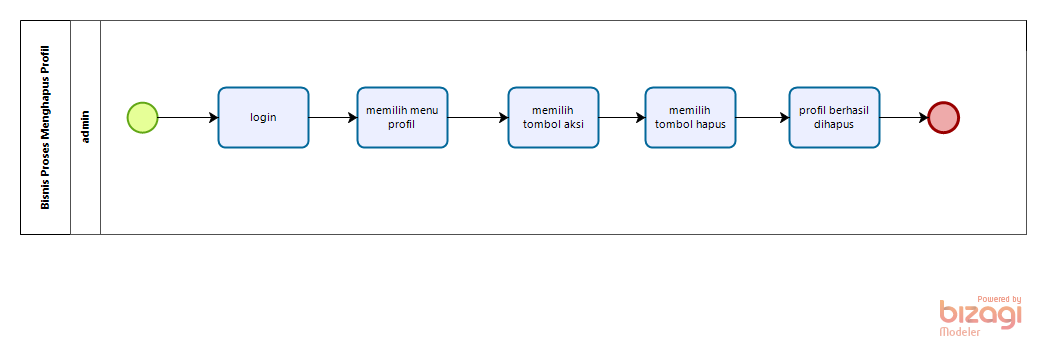 Bisnis Proses Menghapus Profil
admin
login
memilih menu
profil
memilih
tombol aksi
memilih
tombol hapus
profil berhasil
dihapus
Powered by
bizagi
Modeler